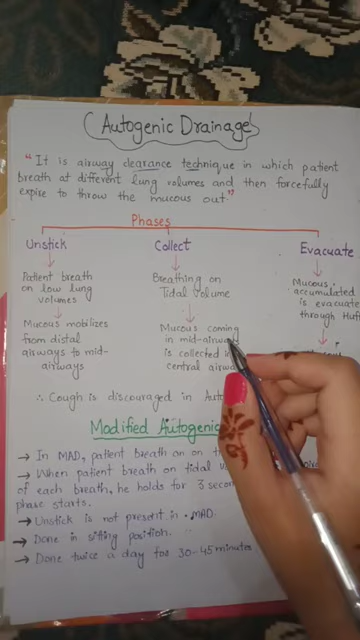 Autogenic Drainage
"It is airway clearance technique in which patient
breath at different lung volumes and then forcefully
expire to throw the mucous out"
Phases
Unstick
Patient breath
on low lung
volumes
Mucous mobilizes
from distal
airways to mid-
airways
Collect
Breathing on
Tidal Volume
Mucous coming
in mid-airway
is collected
central airwa
Evacuate
Mucous
accumulated
is evacuate
through Huff
∴ Cough is discouraged in Aut
Modified Autogenic
→ In MAD, patient breath on
→ When patient breath on tidal
of each breath, he holds for 3 secon
phase starts.
→ Unstick is not present in MAD.
→ Done in sitting position.
→ Done twice a day for 30-45 minutes